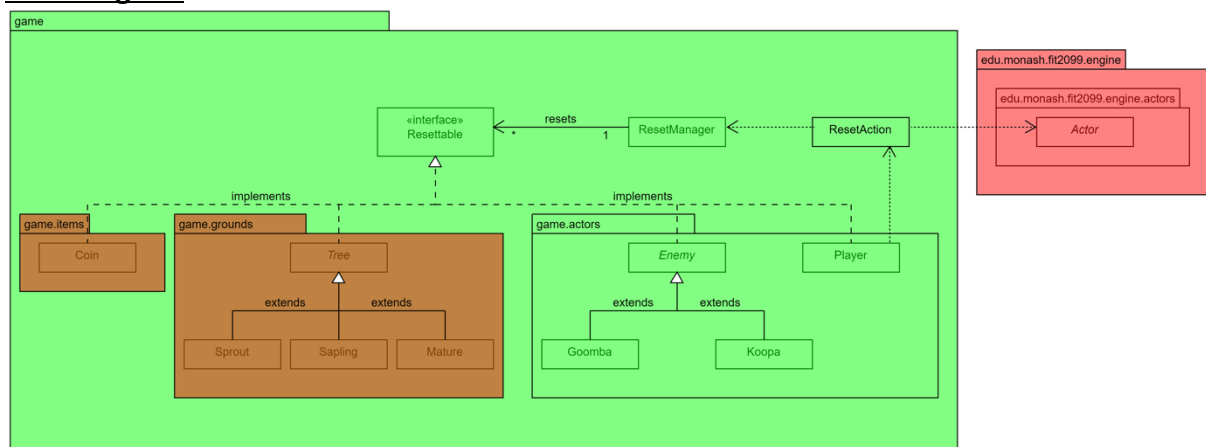 game
edu.monash.fit2099.engine
edu.monash.fit2099.engine.actors
«interface»
Resettable
resets
*
1
ResetManager
ResetAction
Actor
implements
implements
game.items
game.grounds
game.actors
Coin
Tree
Enemy
Player
extends
extends
extends
extends
Sprout
Sapling
Mature
Goomba
Koopa